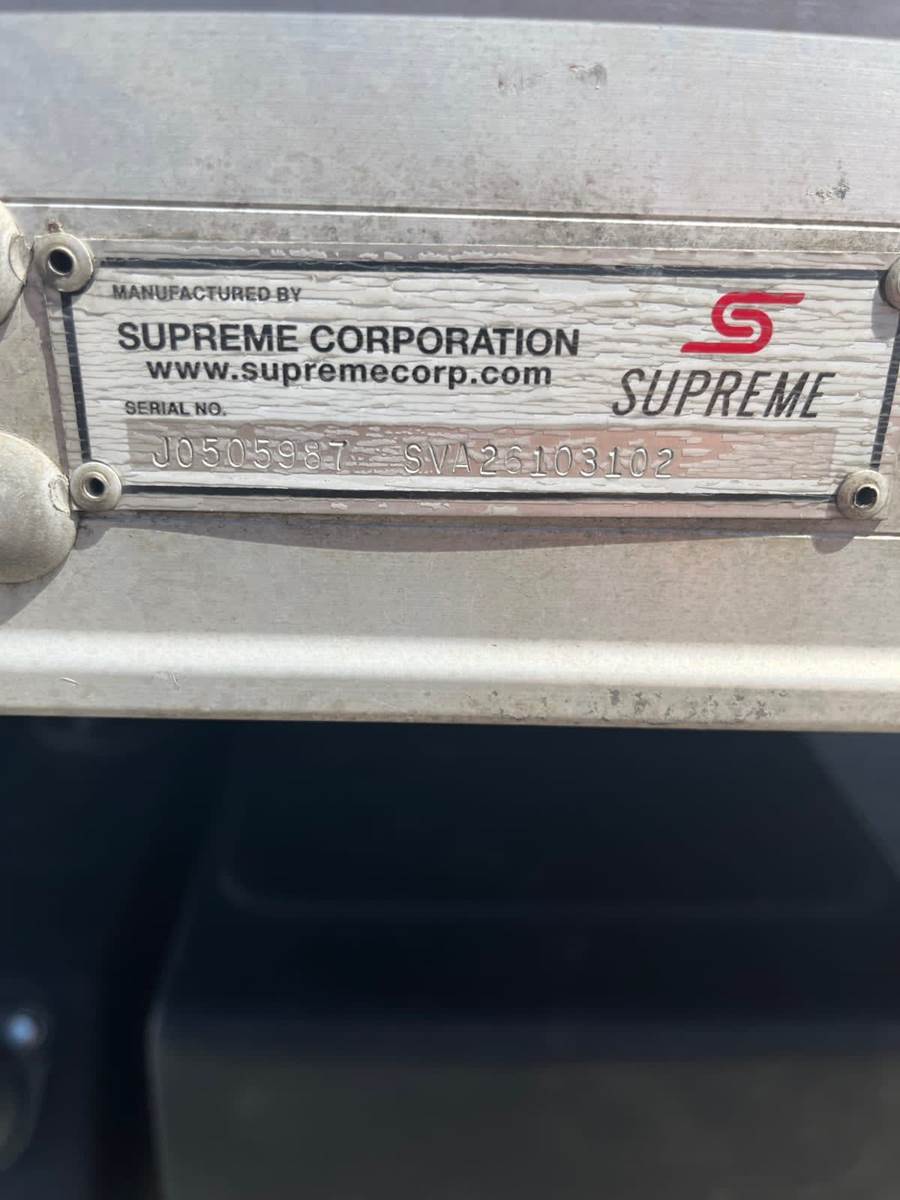 MANUFACTURED BY
SUPREME CORPORATION
www.supremecorp.com
SUPREME
SERIAL NO.
J0505987 SVA26103102